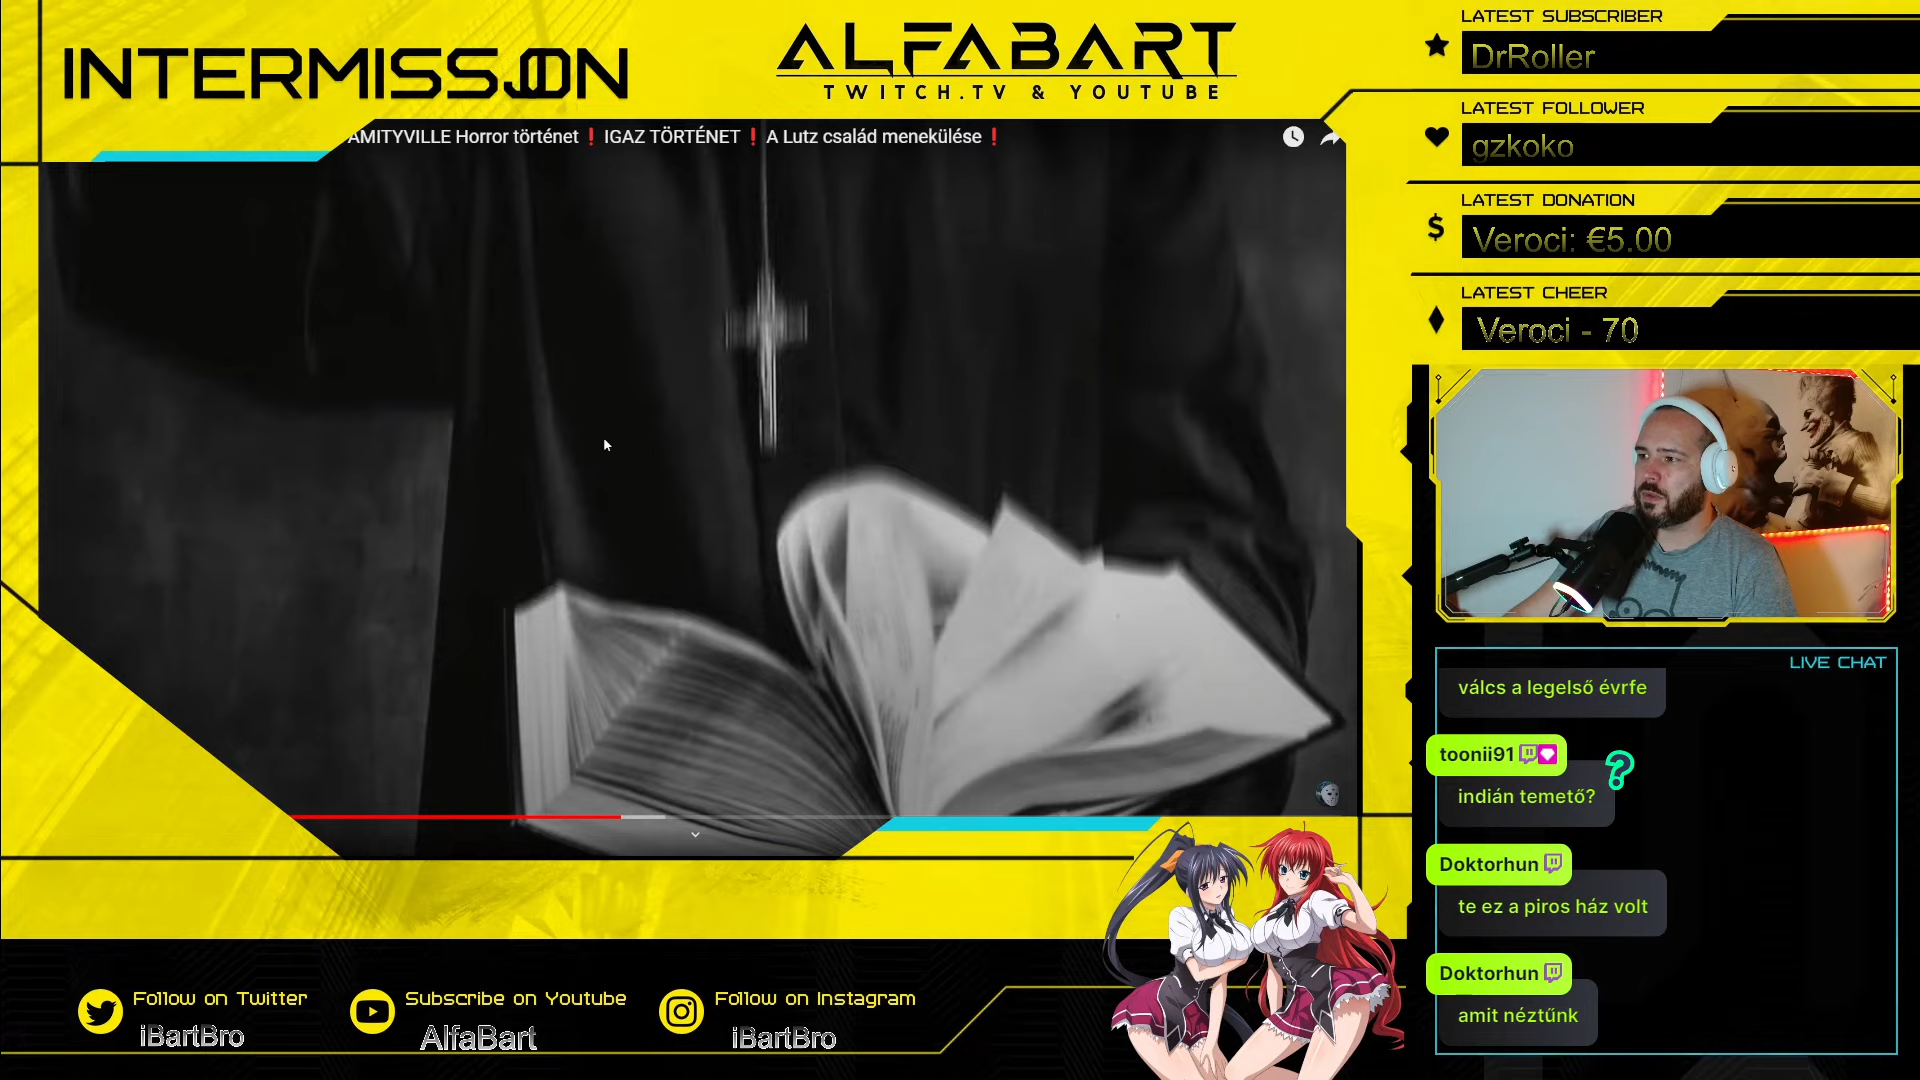 INTERMISSION
ALFABART
TWITCH.TV & YOUTUBE
AMITYVILLE Horror történet ❗ IGAZ TÖRTÉNET ❗ A Lutz család menekülése ❗
LATEST SUBSCRIBER
DrRoller
LATEST FOLLOWER
gzkoko
LATEST DONATION
Veroci: €5.00
LATEST CHEER
Veroci - 70
LIVE CHAT
válcs a legelső évrfe
toonii91
indián temető?
Doktorhun
te ez a piros ház volt
Doktorhun
amit néztűnk
Follow on Twitter
iBartBro
Subscribe on Youtube
AlfaBart
Follow on Instagram
iBartBro